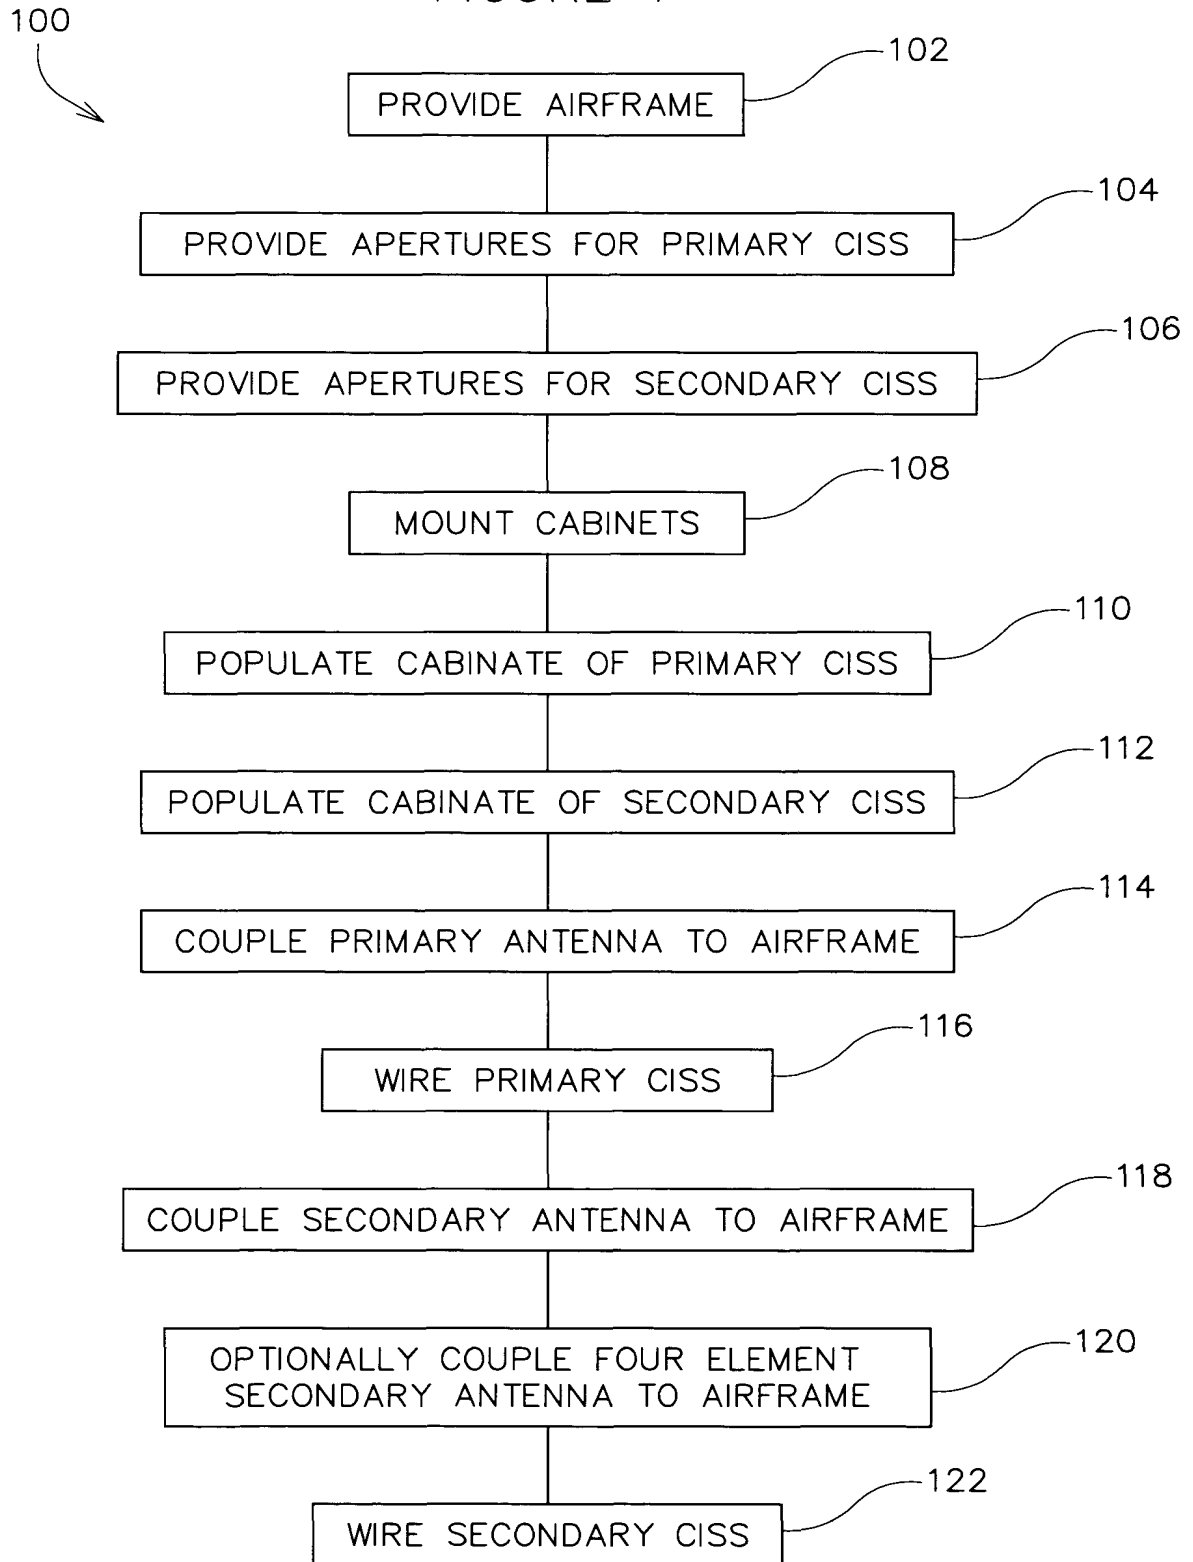 100
102
PROVIDE AIRFRAME
104
PROVIDE APERTURES FOR PRIMARY CISS
106
PROVIDE APERTURES FOR SECONDARY CISS
108
MOUNT CABINETS
110
POPULATE CABINATE OF PRIMARY CISS
112
POPULATE CABINATE OF SECONDARY CISS
114
COUPLE PRIMARY ANTENNA TO AIRFRAME
116
WIRE PRIMARY CISS
118
COUPLE SECONDARY ANTENNA TO AIRFRAME
120
OPTIONALLY COUPLE FOUR ELEMENT
SECONDARY ANTENNA TO AIRFRAME
122
WIRE SECONDARY CISS